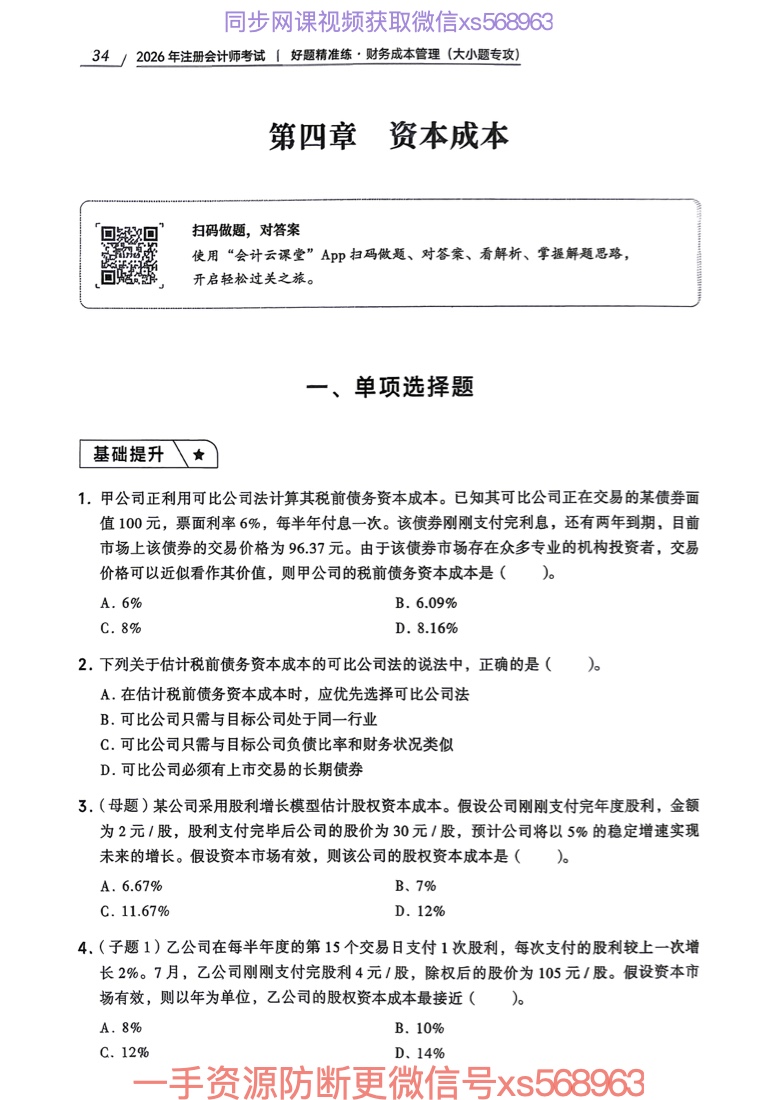 同步网课视频获取微信xs568963
34 / 2026年注册会计师考试 | 好题精准练·财务成本管理（大小题专攻）
第四章 资本成本
扫码做题，对答案
使用“会计云课堂”App扫码做题、对答案、看解析、掌握解题思路，
开启轻松过关之旅。
一、单项选择题
基础提升 ★
1. 甲公司正利用可比公司法计算其税前债务资本成本。已知其可比公司正在交易的某债券面
值100元，票面利率6%，每半年付息一次。该债券刚刚支付完利息，还有两年到期，目前
市场上该债券的交易价格为96.37元。由于该债券市场存在众多专业的机构投资者，交易
价格可以近似看作其价值，则甲公司的税前债务资本成本是（　　）。
A. 6% B. 6.09%
C. 8% D. 8.16%
2. 下列关于估计税前债务资本成本的可比公司法的说法中，正确的是（　　）。
A. 在估计税前债务资本成本时，应优先选择可比公司法
B. 可比公司只需与目标公司处于同一行业
C. 可比公司只需与目标公司负债比率和财务状况类似
D. 可比公司必须有上市交易的长期债券
3.（母题）某公司采用股利增长模型估计股权资本成本。假设公司刚刚支付完年度股利，金额
为2元/股，股利支付完毕后公司的股价为30元/股，预计公司将以5%的稳定增速实现
未来的增长。假设资本市场有效，则该公司的股权资本成本是（　　）。
A. 6.67% B、7%
C. 11.67% D. 12%
4.（子题1）乙公司在每半年度的第15个交易日支付1次股利，每次支付的股利较上一次增
长2%。7月，乙公司刚刚支付完股利4元/股，除权后的股价为105元/股。假设资本市
场有效，则以年为单位，乙公司的股权资本成本最接近（　　）。
A. 8% B. 10%
C. 12% D、14%
一手资源防断更微信号xs568963